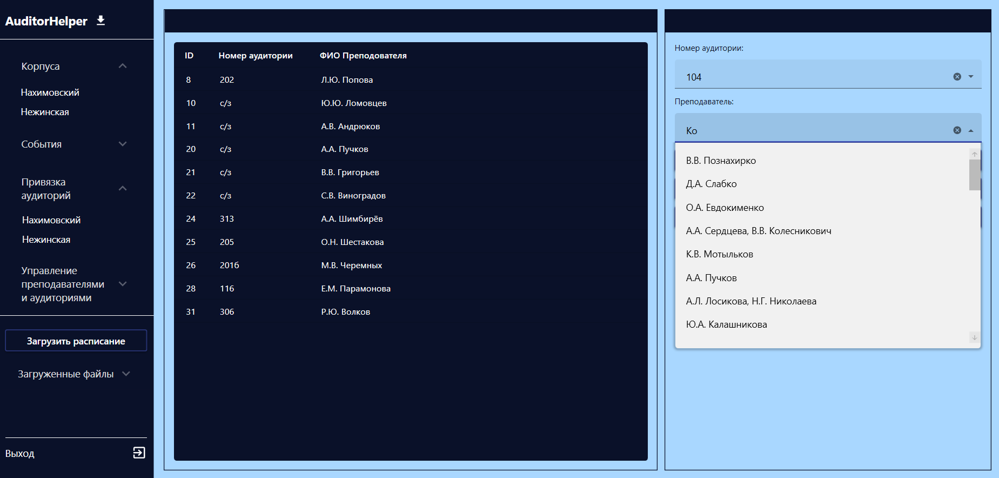 AuditorHelper
Корпуса
Нахимовский
Нежинская
События
Привязка
аудиторий
Нахимовский
Нежинская
Управление
преподавателями
и аудиториями
Загрузить расписание
Загруженные файлы
Выход
ID Номер аудитории ФИО Преподователя
8 202 Л.Ю. Попова
10 с/з Ю.Ю. Ломовцев
11 с/з А.В. Андрюков
20 с/з А.А. Пучков
21 с/з В.В. Григорьев
22 с/з С.В. Виноградов
24 313 А.А. Шимбирёв
25 205 О.Н. Шестакова
26 201б М.В. Черемных
28 116 Е.М. Парамонова
31 306 Р.Ю. Волков
Номер аудитории:
104
Преподаватель:
Ко
В.В. Познахирко
Д.А. Слабко
О.А. Евдокименко
А.А. Сердцева, В.В. Колесникович
К.В. Мотыльков
А.А. Пучков
А.Л. Лосикова, Н.Г. Николаева
Ю.А. Калашникова